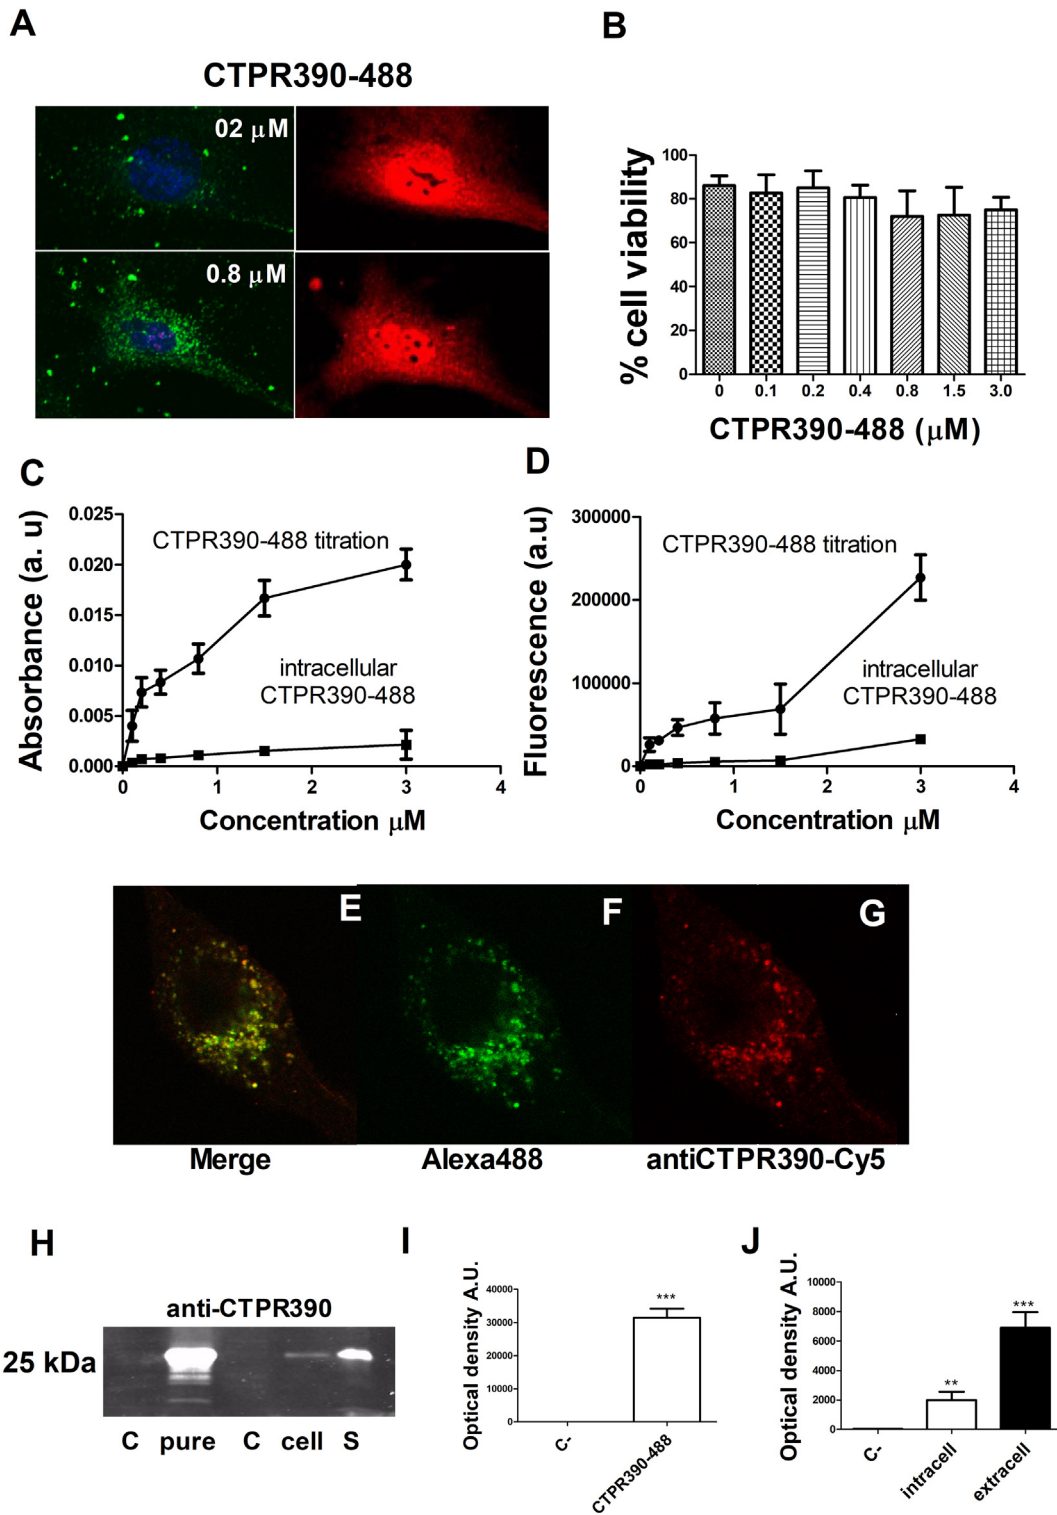 A
CTPR390-488
02 μM
0.8 μM
B
% cell viability
100
80
60
40
20
0
0 0.1 0.2 0.4 0.8 1.5 3.0
CTPR390-488 (μM)
C
Absorbance (a. u)
0.025
0.020
0.015
0.010
0.005
0.000
CTPR390-488 titration
intracellular
CTPR390-488
0 1 2 3 4
Concentration μM
D
Fluorescence (a.u)
300000
200000
100000
0
CTPR390-488 titration
intracellular
CTPR390-488
0 1 2 3 4
Concentration μM
E F G
Merge Alexa488 antiCTPR390-Cy5
H
anti-CTPR390
25 kDa
C pure C cell S
I
Optical density A.U.
40000
30000
20000
10000
0
***
C-
CTPR390-488
J
Optical density A.U.
10000
8000
6000
4000
2000
0
**
***
C-
intracell
extracell